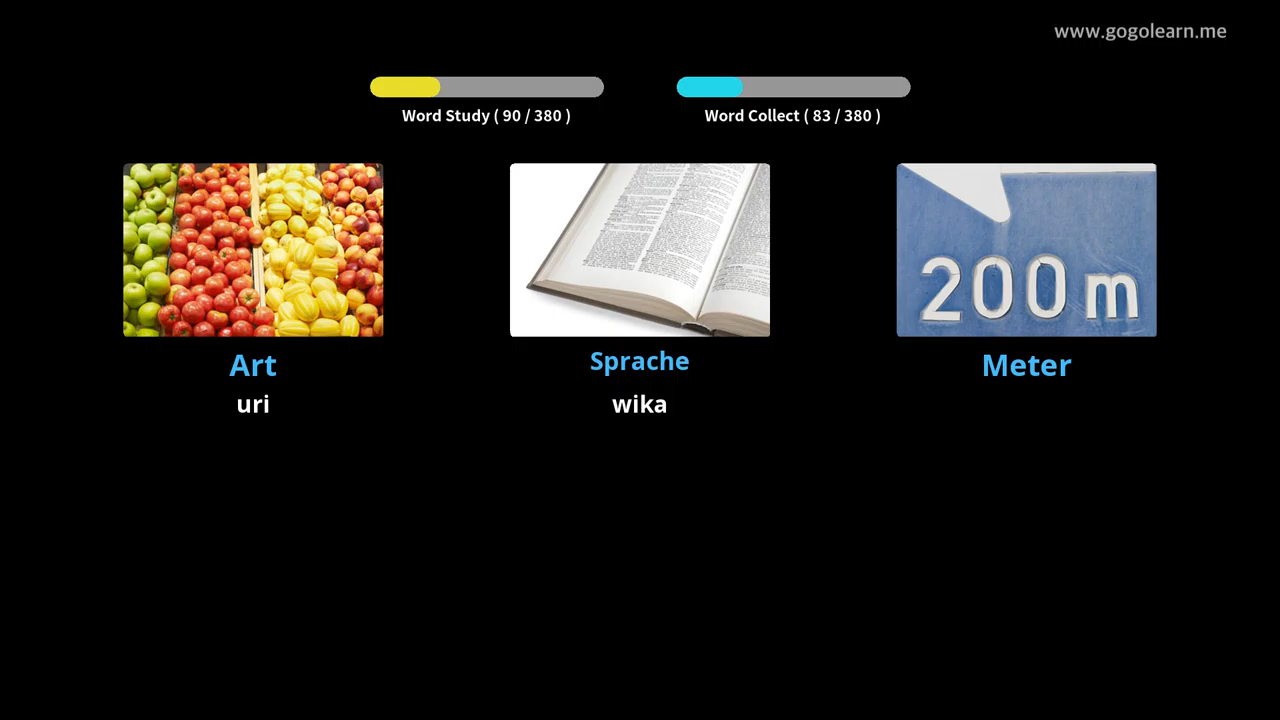 www.gogolearn.me
Word Study ( 90 / 380 )
Word Collect ( 83 / 380 )
200 m
Art
Sprache
Meter
uri
wika